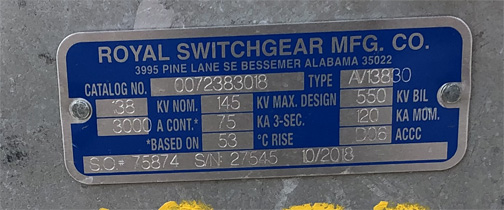 ROYAL SWITCHGEAR MFG. CO.
3995 PINE LANE SE BESSEMER ALABAMA 35022
CATALOG NO. 0072383018 TYPE AV13830
138 KV NOM. 145 KV MAX. DESIGN 550 KV BIL
3000 A CONT.* 75 KA 3-SEC. 120 KA MOM.
*BASED ON 53 °C RISE D06 ACCC
S.O.# 75874 S/N: 27545 10/2018